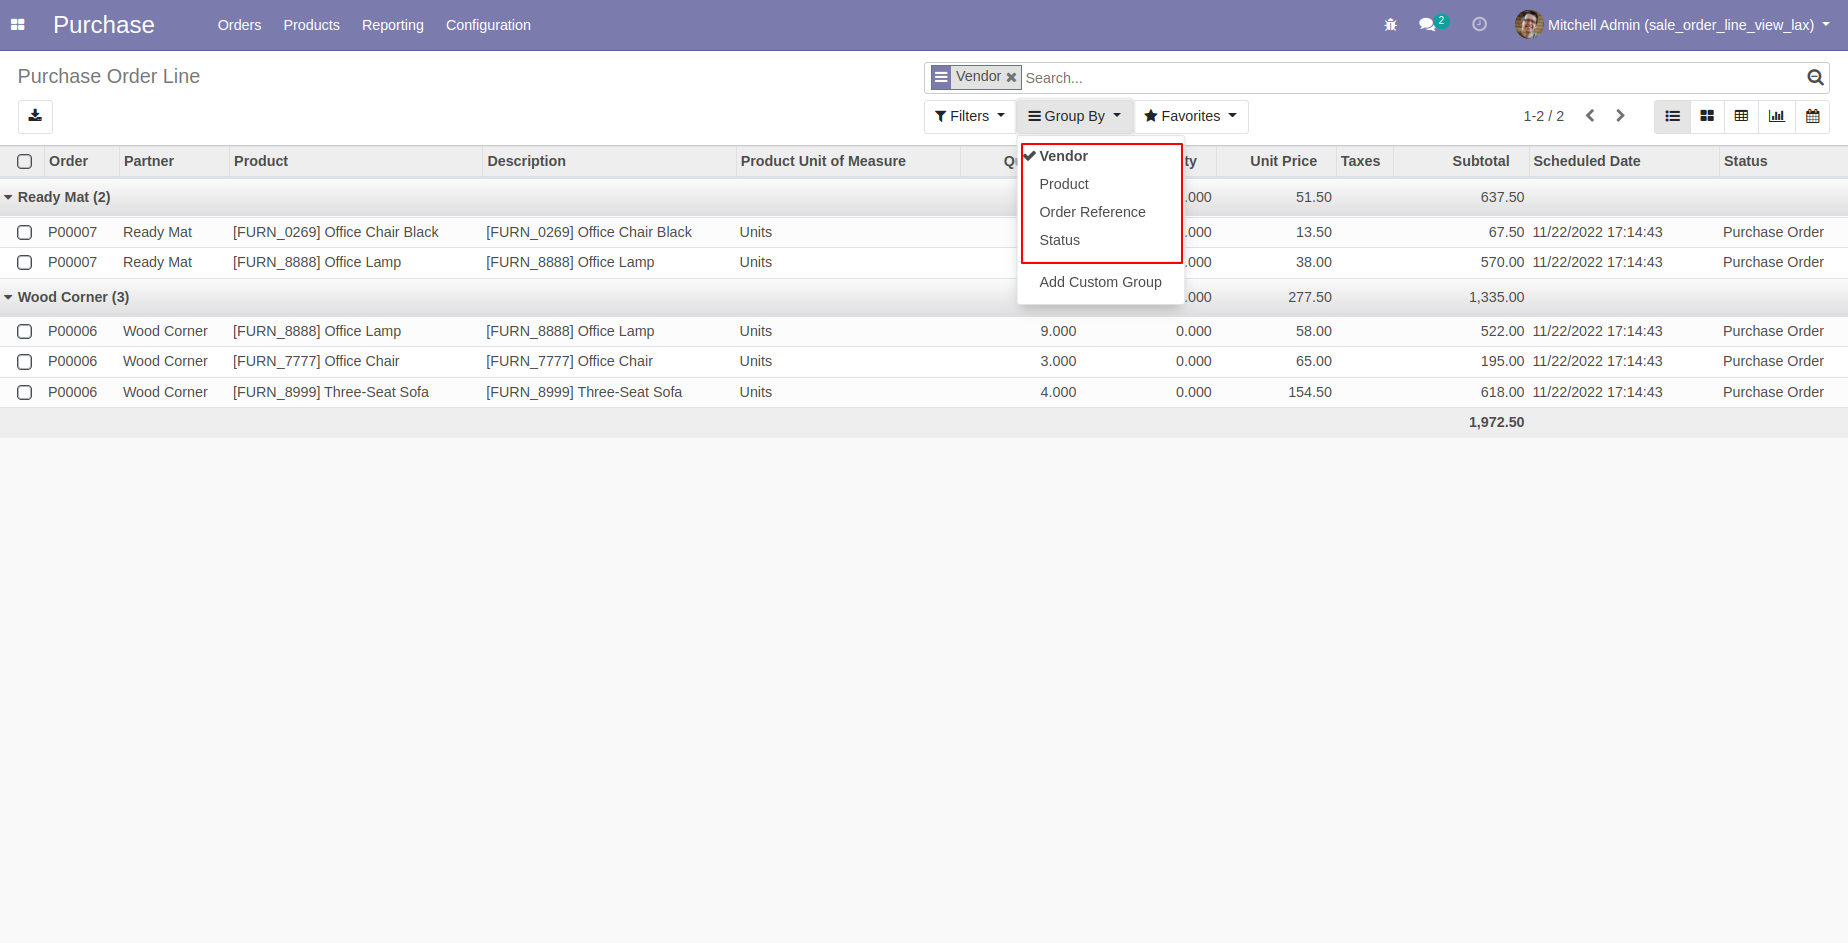 Purchase Orders Products Reporting Configuration 2 Mitchell Admin (sale_order_line_view_lax)
Purchase Order Line Vendor Search...
Filters Group By Favorites 1-2 / 2
Vendor
Product
Order Reference
Status
Add Custom Group
Order Partner Product Description Product Unit of Measure Unit Price Taxes Subtotal Scheduled Date Status
Ready Mat (2) 51.50 637.50
P00007 Ready Mat [FURN_0269] Office Chair Black [FURN_0269] Office Chair Black Units 13.50 67.50 11/22/2022 17:14:43 Purchase Order
P00007 Ready Mat [FURN_8888] Office Lamp [FURN_8888] Office Lamp Units 38.00 570.00 11/22/2022 17:14:43 Purchase Order
Wood Corner (3) 277.50 1,335.00
P00006 Wood Corner [FURN_8888] Office Lamp [FURN_8888] Office Lamp Units 9.000 0.000 58.00 522.00 11/22/2022 17:14:43 Purchase Order
P00006 Wood Corner [FURN_7777] Office Chair [FURN_7777] Office Chair Units 3.000 0.000 65.00 195.00 11/22/2022 17:14:43 Purchase Order
P00006 Wood Corner [FURN_8999] Three-Seat Sofa [FURN_8999] Three-Seat Sofa Units 4.000 0.000 154.50 618.00 11/22/2022 17:14:43 Purchase Order
1,972.50